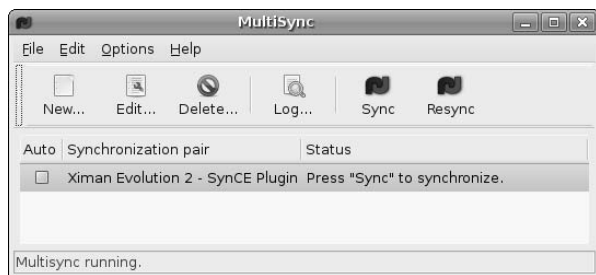 MultiSync
File Edit Options Help
New... Edit... Delete... Log... Sync Resync
Auto Synchronization pair Status
Ximan Evolution 2 - SynCE Plugin Press "Sync" to synchronize.
Multisync running.